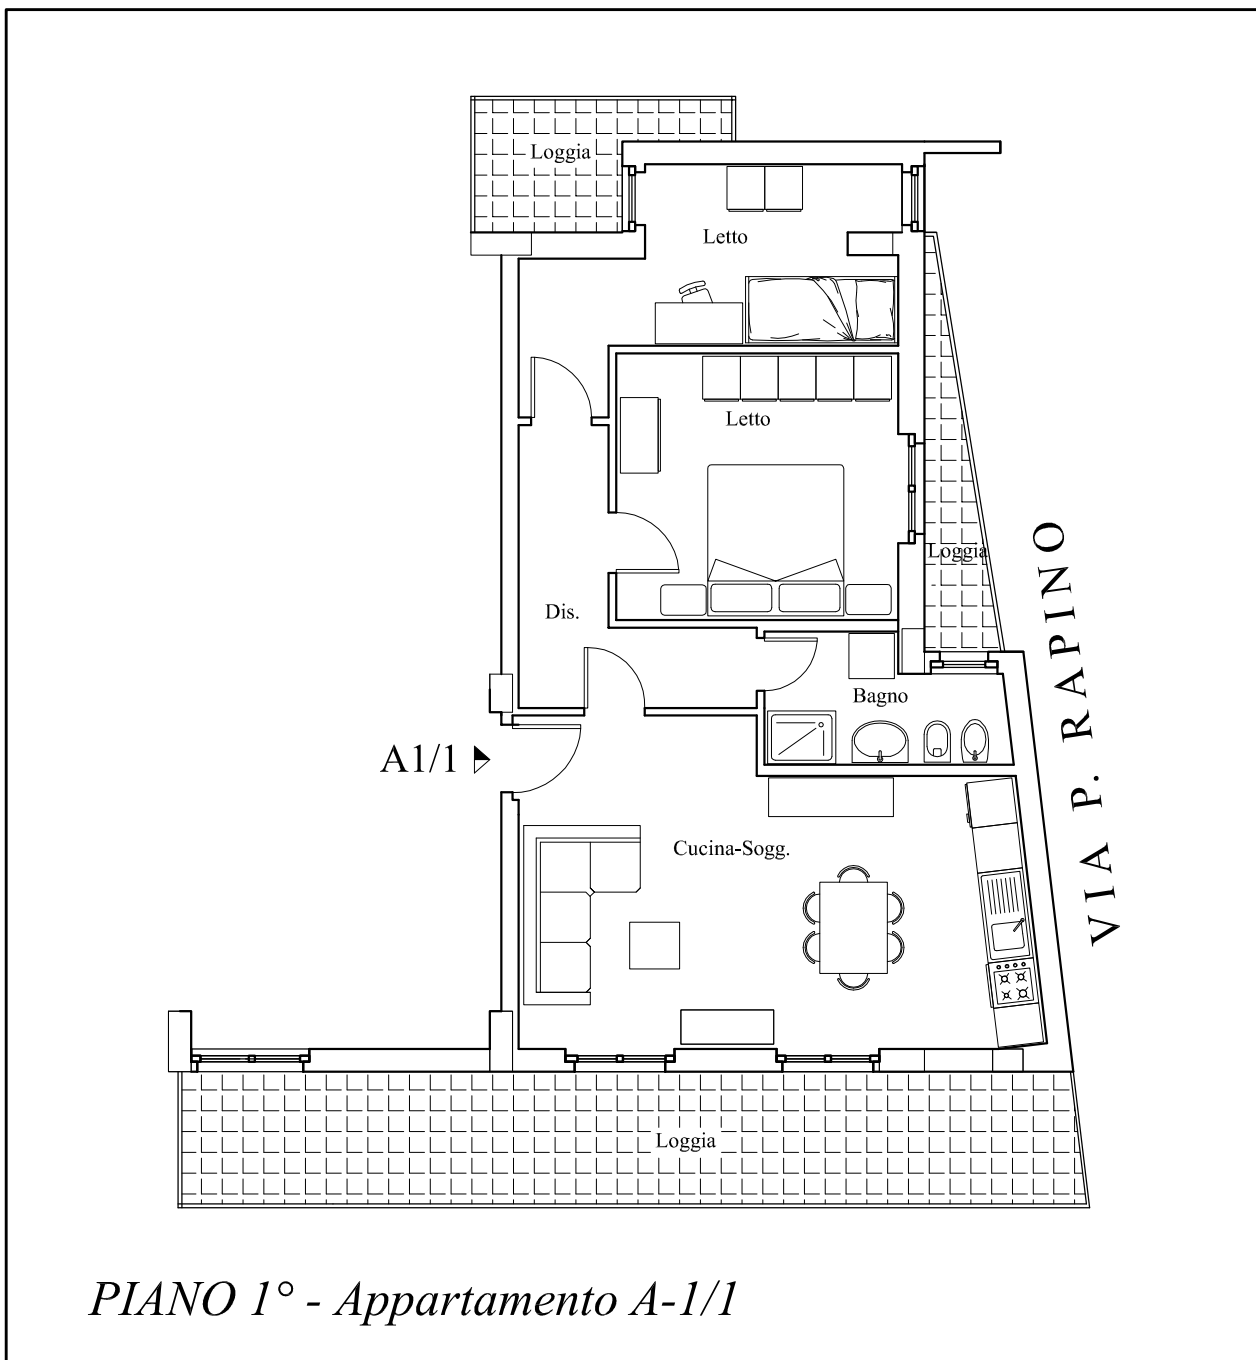 Loggia
Letto
Letto
Loggia
Dis.
Bagno
VIA P. RAPINO
A1/1
Cucina-Sogg.
Loggia
PIANO 1° - Appartamento A-1/1